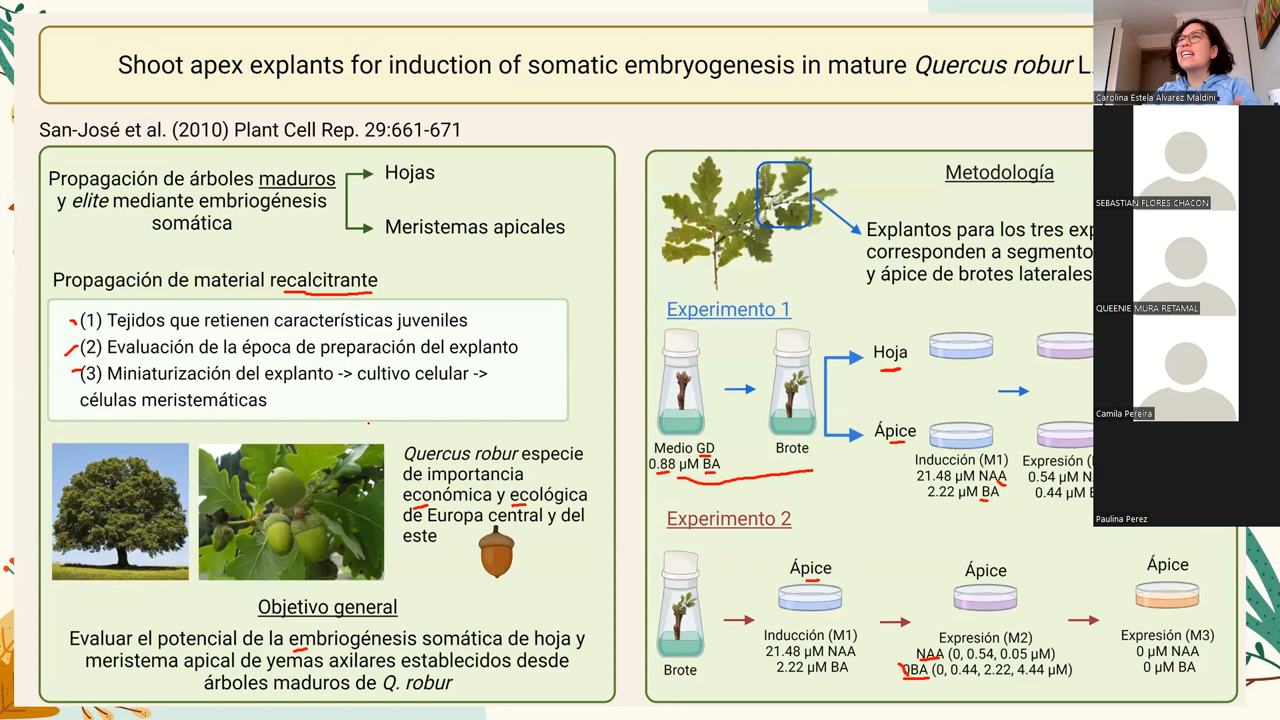 Shoot apex explants for induction of somatic embryogenesis in mature Quercus robur L.
San-José et al. (2010) Plant Cell Rep. 29:661-671
Propagación de árboles maduros
y elite mediante embriogénesis
somática
Hojas
Meristemas apicales
Propagación de material recalcitrante
(1) Tejidos que retienen características juveniles
(2) Evaluación de la época de preparación del explanto
(3) Miniaturización del explanto -> cultivo celular ->
células meristemáticas
Quercus robur especie
de importancia
económica y ecológica
de Europa central y del
este
Objetivo general
Evaluar el potencial de la embriogénesis somática de hoja y
meristema apical de yemas axilares establecidos desde
árboles maduros de Q. robur
Metodología
Explantos para los tres
corresponden a
y ápice de brotes laterales
Experimento 1
Medio GD
0.88 µM BA
Brote
Hoja
Ápice
Inducción (M1)
21.48 µM NAA
2.22 µM BA
Expresión
0.54 µM
0.44 µM
Experimento 2
Brote
Ápice
Inducción (M1)
21.48 µM NAA
2.22 µM BA
Ápice
Expresión (M2)
NAA (0, 0.54, 0.05 µM)
0BA (0, 0.44, 2.22, 4.44 µM)
Ápice
Expresión (M3)
0 µM NAA
0 µM BA
Carolina Estela Alvarez Maldini
SEBASTIAN FLORES CHACON
QUEENIE MURA RETAMAL
Camila Pereira
Paulina Perez